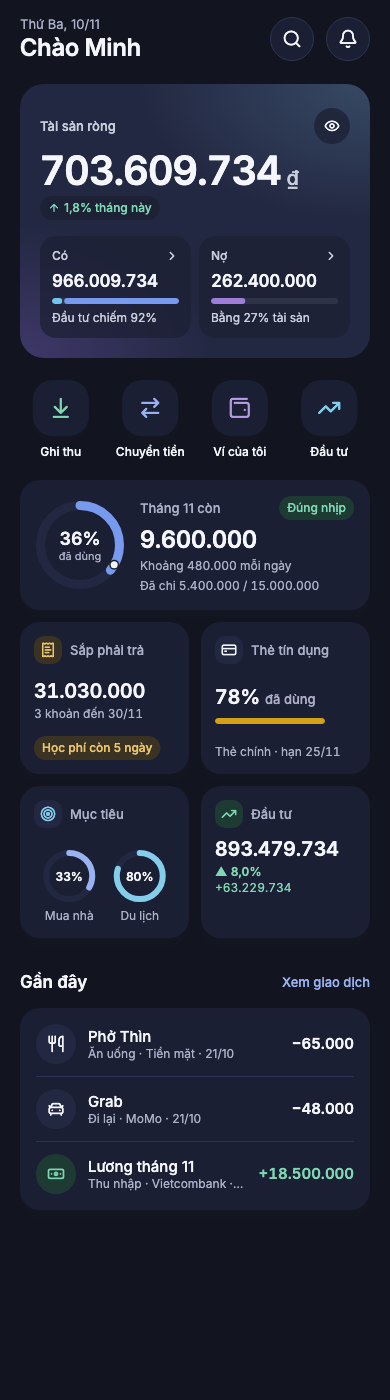 Thứ Ba, 10/11
Chào Minh
Tài sản ròng
703.609.734 ₫
↑ 1,8% tháng này
Có
966.009.734
Đầu tư chiếm 92%
Nợ
262.400.000
Bằng 27% tài sản
Ghi thu
Chuyển tiền
Ví của tôi
Đầu tư
36%
đã dùng
Tháng 11 còn
Đúng nhịp
9.600.000
Khoảng 480.000 mỗi ngày
Đã chi 5.400.000 / 15.000.000
Sắp phải trả
31.030.000
3 khoản đến 30/11
Học phí còn 5 ngày
Thẻ tín dụng
78% đã dùng
Thẻ chính · hạn 25/11
Mục tiêu
33%
Mua nhà
80%
Du lịch
Đầu tư
893.479.734
▲ 8,0%
+63.229.734
Gần đây
Xem giao dịch
Phở Thìn
Ăn uống · Tiền mặt · 21/10
−65.000
Grab
Đi lại · MoMo · 21/10
−48.000
Lương tháng 11
Thu nhập · Vietcombank ·...
+18.500.000